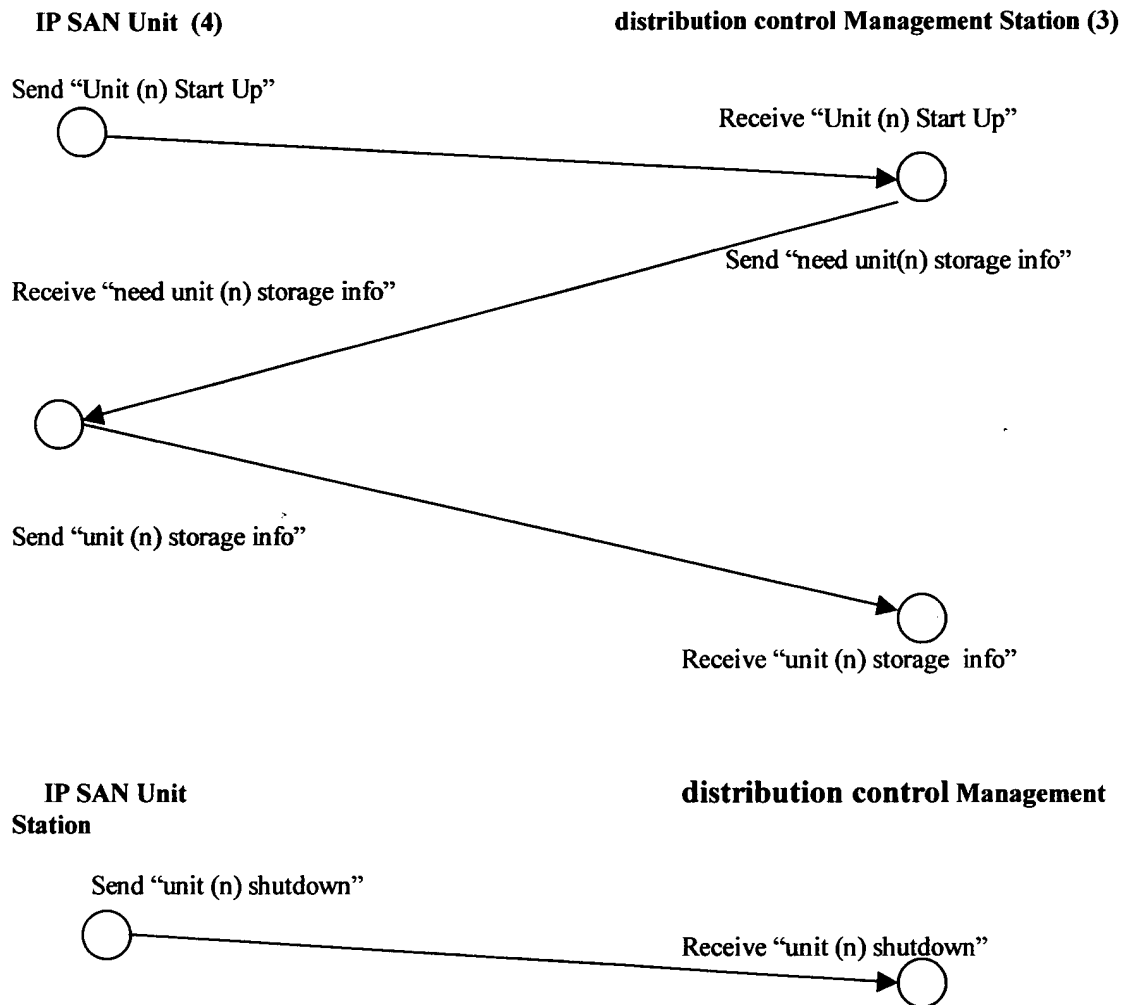 IP SAN Unit (4) distribution control Management Station (3)
Send “Unit (n) Start Up”
Receive “Unit (n) Start Up”
Send “need unit(n) storage info”
Receive “need unit (n) storage info”
Send “unit (n) storage info”
Receive “unit (n) storage info”
IP SAN Unit distribution control Management
Station
Send “unit (n) shutdown”
Receive “unit (n) shutdown”